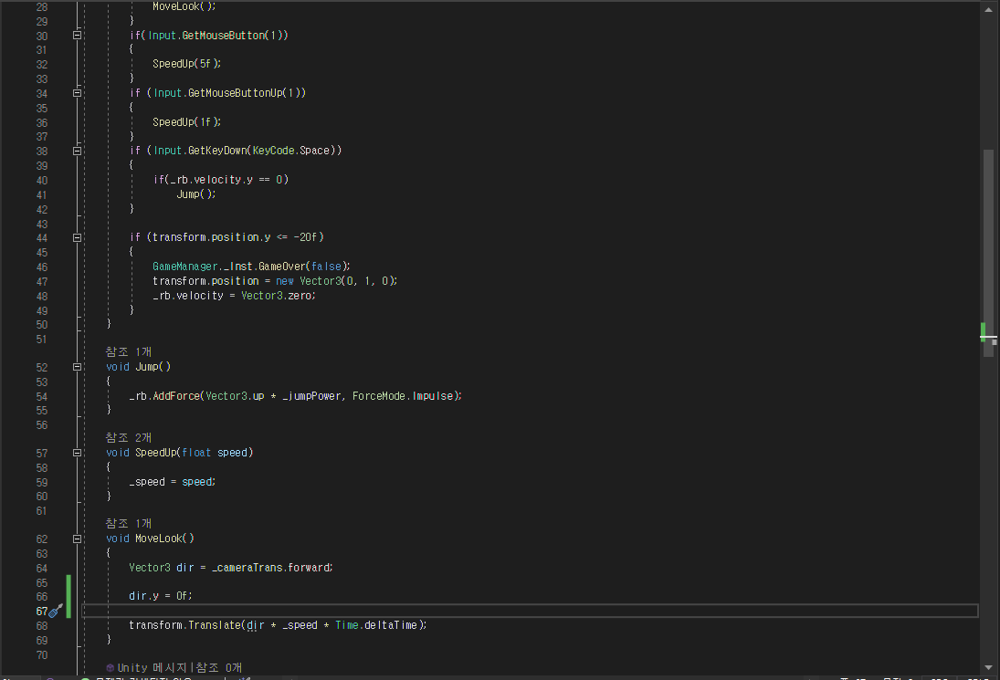 28 MoveLook();
29 }
30 if(Input.GetMouseButton(1))
31 {
32 SpeedUp(5f);
33 }
34 if (Input.GetMouseButtonUp(1))
35 {
36 SpeedUp(1f);
37 }
38 if (Input.GetKeyDown(KeyCode.Space))
39 {
40 if(_rb.velocity.y == 0)
41 Jump();
42 }
43
44 if (transform.position.y <= -20f)
45 {
46 GameManager._Inst.GameOver(false);
47 transform.position = new Vector3(0, 1, 0);
48 _rb.velocity = Vector3.zero;
49 }
50 }
51
참조 1개
52 void Jump()
53 {
54 _rb.AddForce(Vector3.up * _jumpPower, ForceMode.Impulse);
55 }
56
참조 2개
57 void SpeedUp(float speed)
58 {
59 _speed = speed;
60 }
61
참조 1개
62 void MoveLook()
63 {
64 Vector3 dir = _cameraTrans.forward;
65
66 dir.y = 0f;
67
68 transform.Translate(dir * _speed * Time.deltaTime);
69 }
70
Unity 메시지|참조 0개